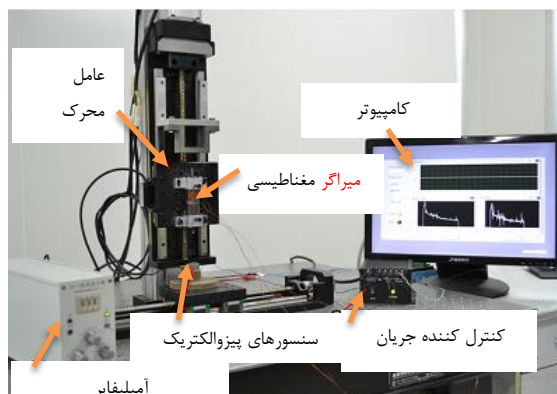 عامل
محرک
کامپیوتر
میراگر مغناطیسی
کنترل کننده جریان
سنسورهای پیزوالکتریک
آمپلیفایر